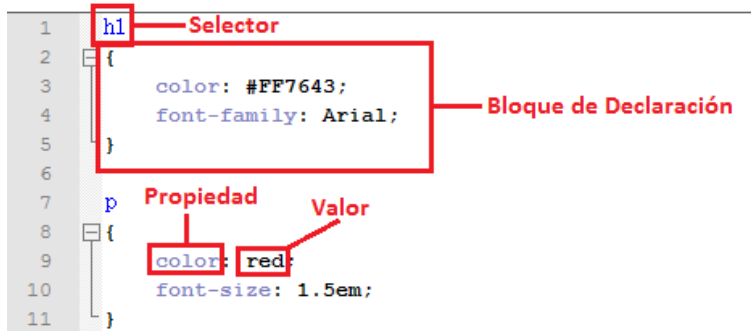 1 h1 Selector
2 {
3 color: #FF7643;
4 font-family: Arial; Bloque de Declaración
5 }
6
7 p Propiedad Valor
8 {
9 color: red;
10 font-size: 1.5em;
11 }